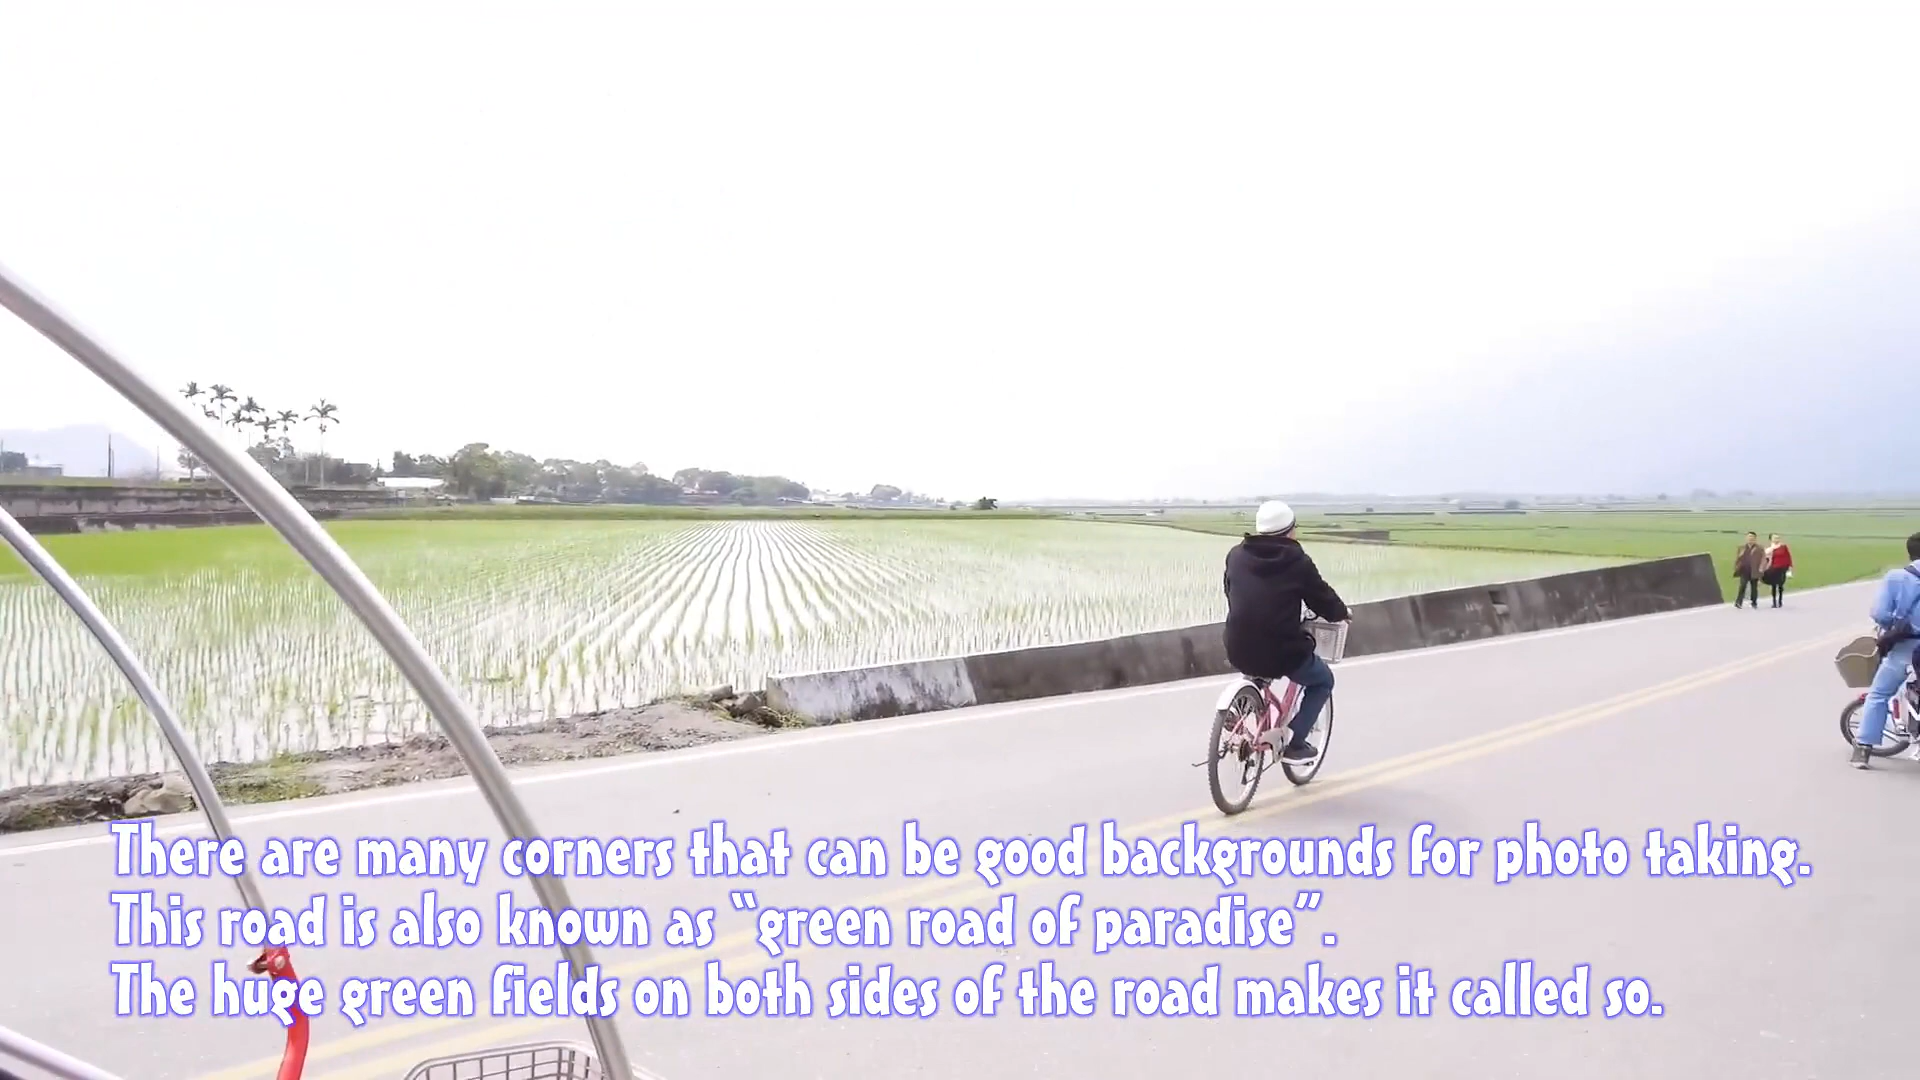 There are many corners that can be good backgrounds for photo taking.
This road is also known as “green road of paradise”.
The huge green fields on both sides of the road makes it called so.